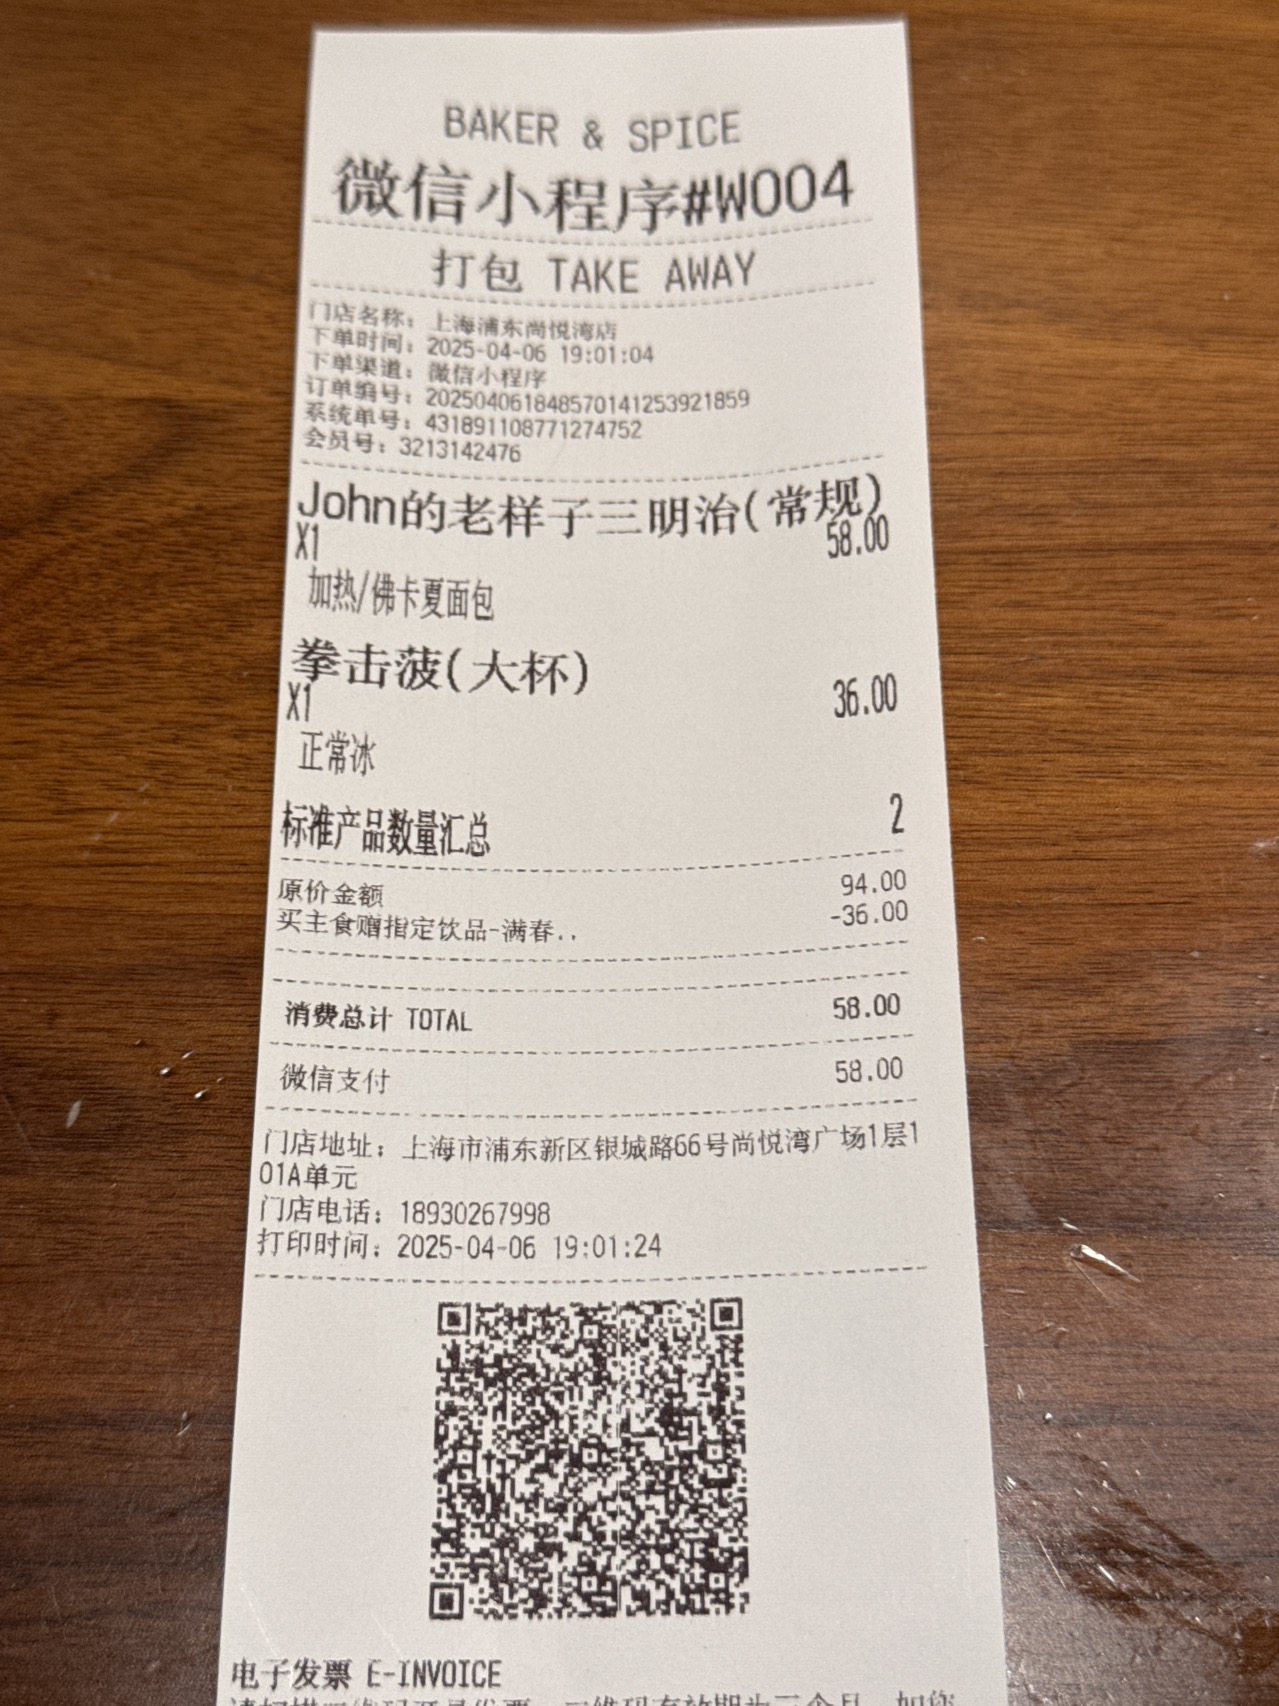 BAKER & SPICE
微信小程序#W004
打包 TAKE AWAY
门店名称：上海浦东尚悦湾店
下单时间：2025-04-06 19:01:04
下单渠道：微信小程序
订单编号：202504061848570141253921859
系统单号：431891108771274752
会员号：3213142476
John的老样子三明治(常规)
X1 58.00
加热/佛卡夏面包
拳击菠(大杯)
X1 36.00
正常冰
标准产品数量汇总 2
原价金额 94.00
买主食赠指定饮品-满春.. -36.00
消费总计 TOTAL 58.00
微信支付 58.00
门店地址：上海市浦东新区银城路66号尚悦湾广场1层1
01A单元
门店电话：18930267998
打印时间：2025-04-06 19:01:24
电子发票 E-INVOICE